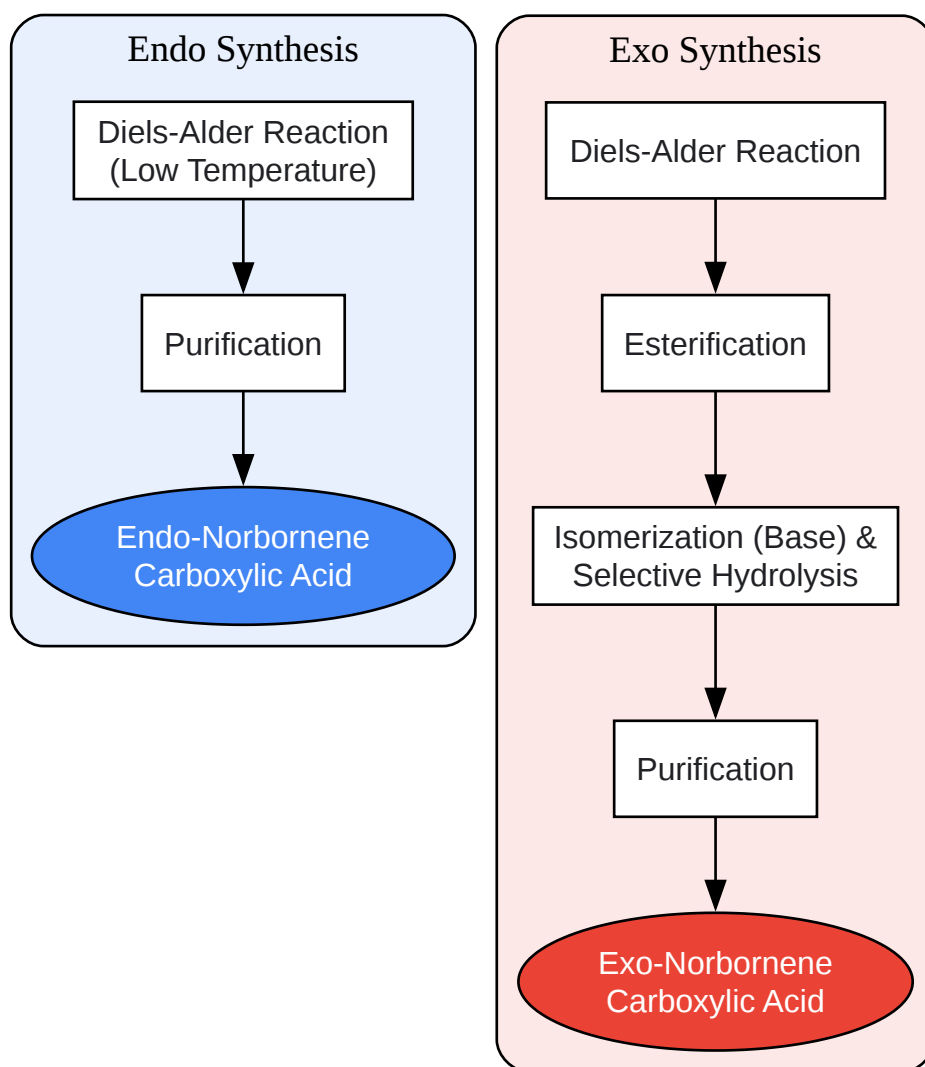 Endo Synthesis
Diels-Alder Reaction
(Low Temperature)
Purification
Endo-Norbornene
Carboxylic Acid
Exo Synthesis
Diels-Alder Reaction
Esterification
Isomerization (Base) &
Selective Hydrolysis
Purification
Exo-Norbornene
Carboxylic Acid